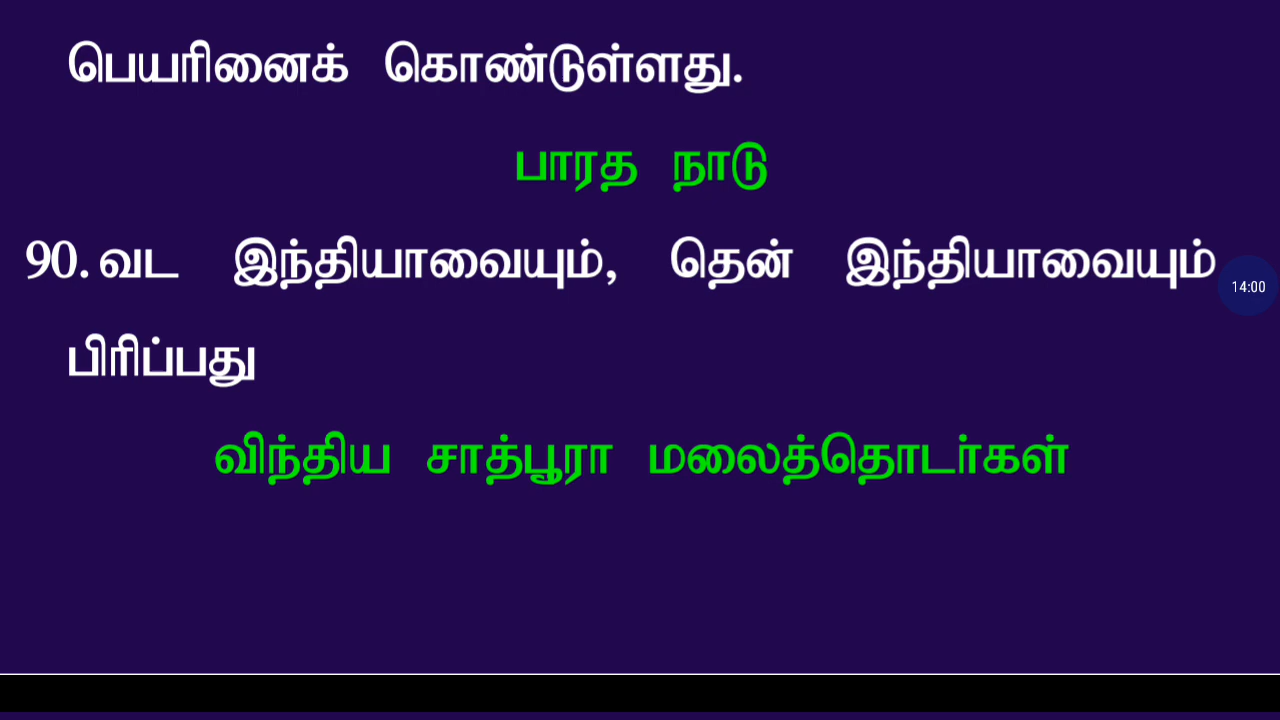 பெயரினைக் கொண்டுள்ளது.
பாரத நாடு
90. வட இந்தியாவையும், தென் இந்தியாவையும்
14:00
பிரிப்பது
விந்திய சாத்பூரா மலைத்தொடர்கள்